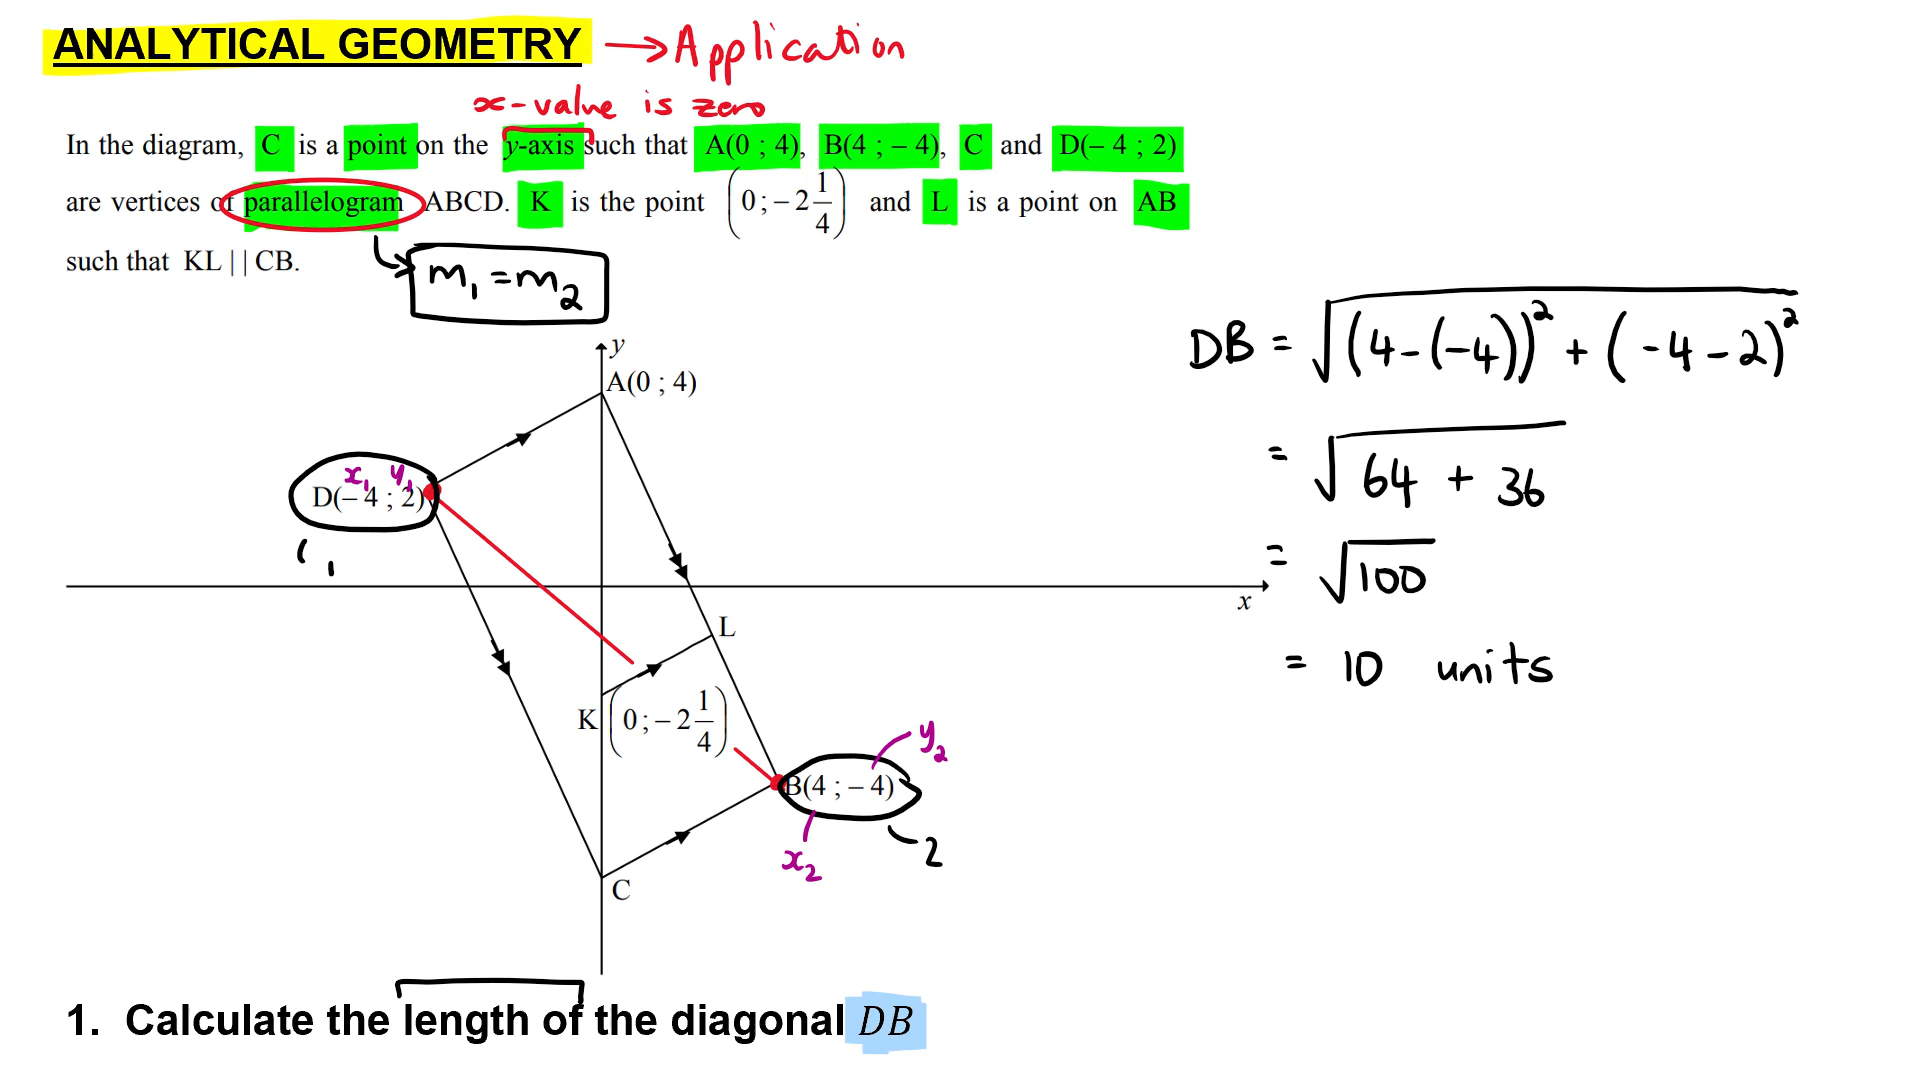 ANALYTICAL GEOMETRY → Application
x-value is zero
In the diagram, C is a point on the y-axis such that A(0 ; 4), B(4 ; – 4), C and D(– 4 ; 2)
are vertices of parallelogram ABCD. K is the point (0 ; – 2 1/4) and L is a point on AB
such that KL || CB.
m₁ = m₂
DB = √((4-(-4))² + (-4-2)²)
= √(64 + 36)
= √100
= 10 units
y
A(0 ; 4)
x₁ y₁
D(– 4 ; 2)
1
x
L
K(0 ; – 2 1/4)
y₂
B(4 ; – 4)
x₂
2
C
1. Calculate the length of the diagonal DB